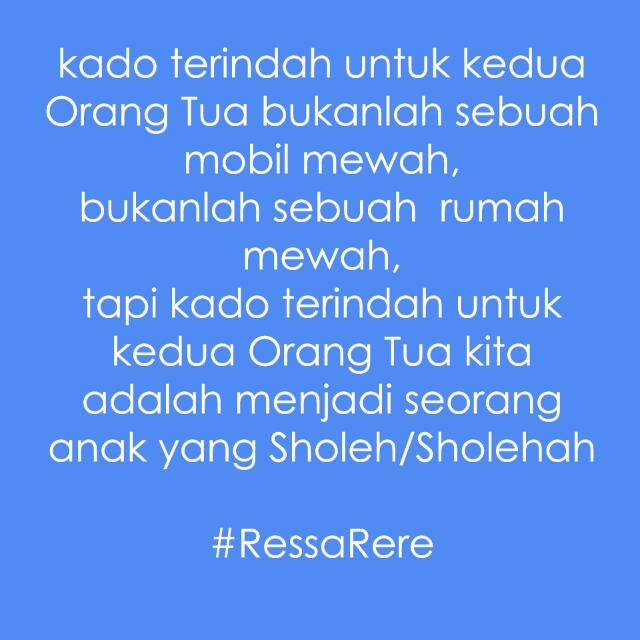 kado terindah untuk kedua
Orang Tua bukanlah sebuah
mobil mewah,
bukanlah sebuah  rumah
mewah,
tapi kado terindah untuk
kedua Orang Tua kita
adalah menjadi seorang
anak yang Sholeh/Sholehah
#RessaRere